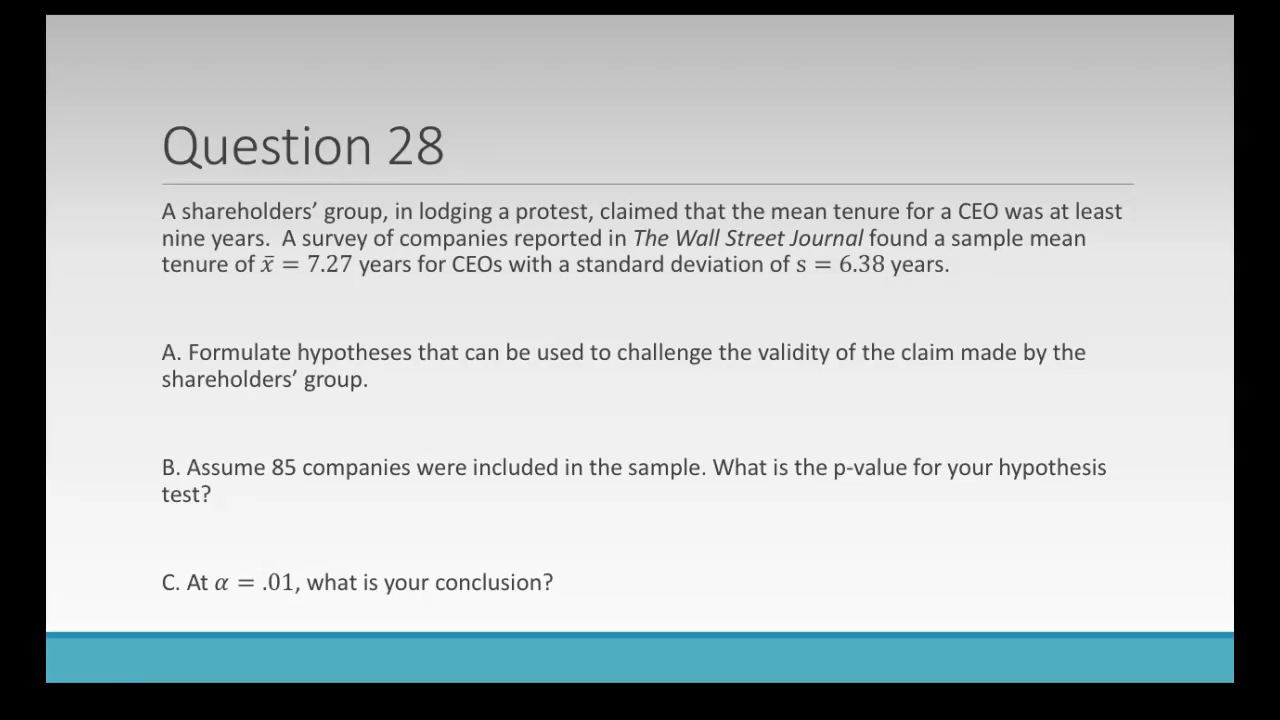 Question 28
A shareholders’ group, in lodging a protest, claimed that the mean tenure for a CEO was at least
nine years.  A survey of companies reported in The Wall Street Journal found a sample mean
tenure of x̄ = 7.27 years for CEOs with a standard deviation of s = 6.38 years.
A. Formulate hypotheses that can be used to challenge the validity of the claim made by the
shareholders’ group.
B. Assume 85 companies were included in the sample. What is the p-value for your hypothesis
test?
C. At α = .01, what is your conclusion?